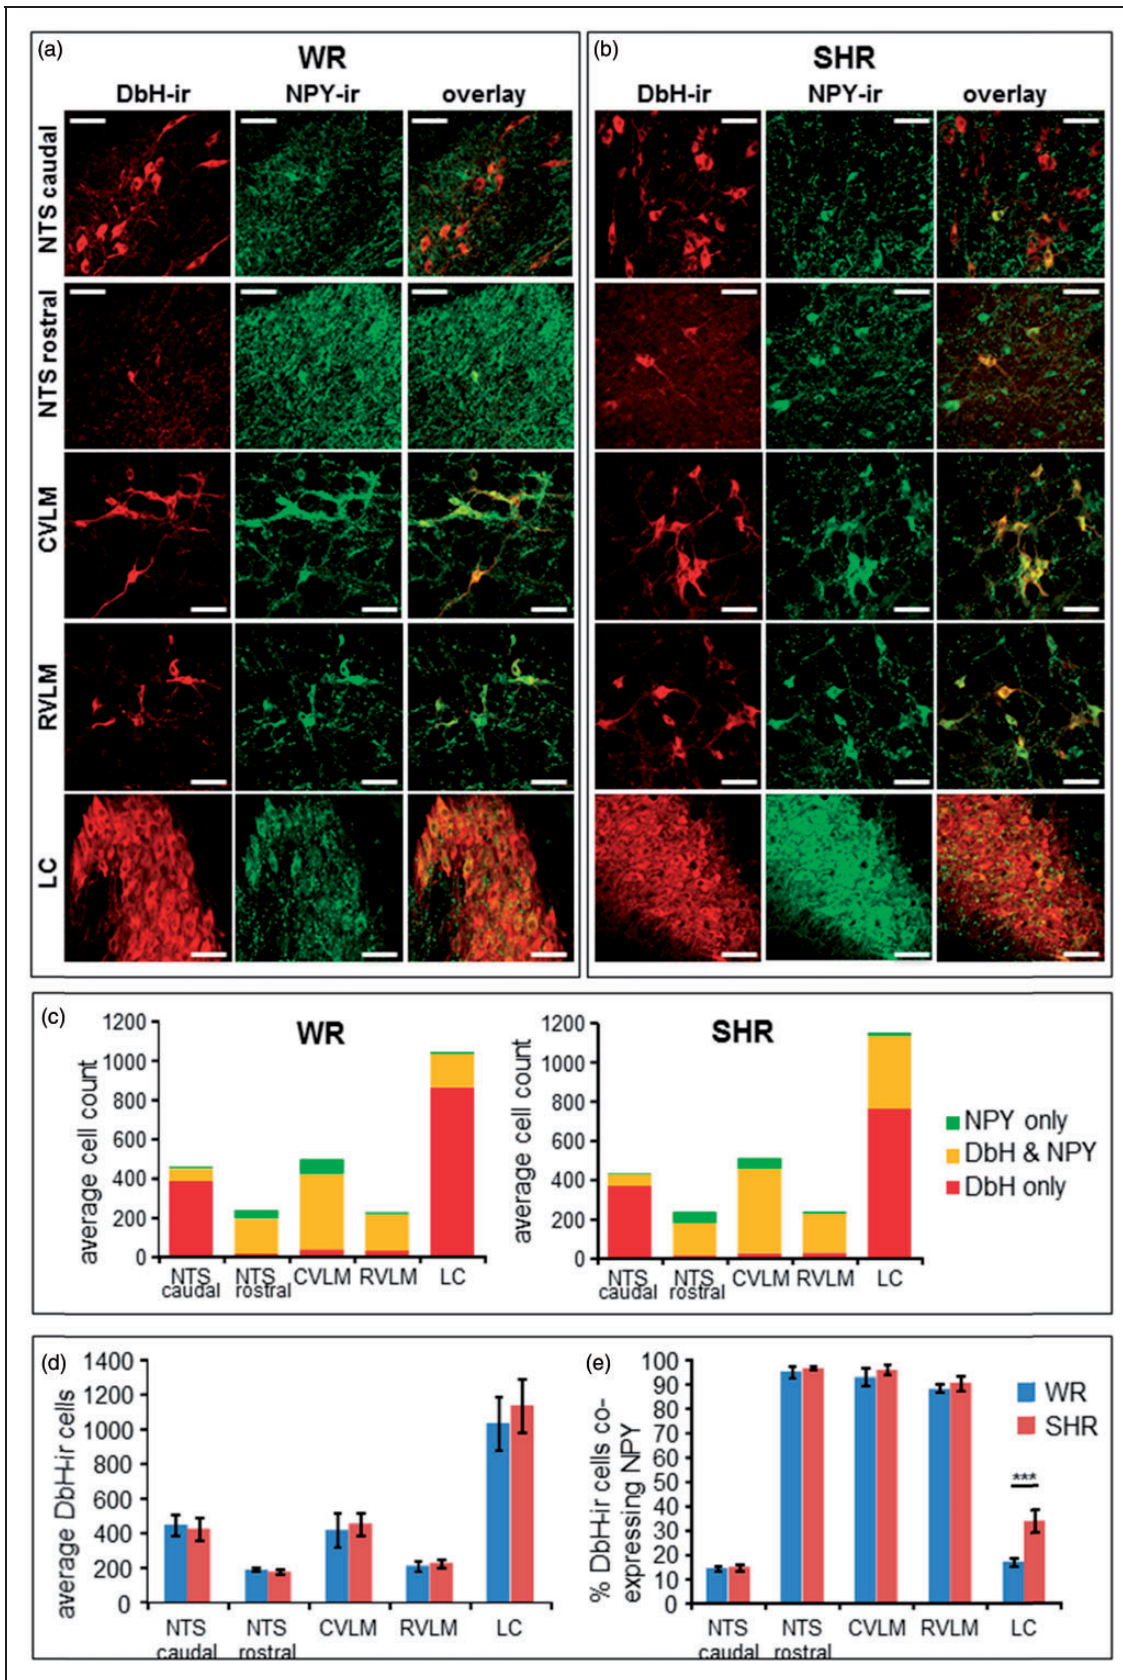 (a) WR
DbH-ir NPY-ir overlay
NTS caudal
NTS rostral
CVLM
RVLM
LC
(b) SHR
DbH-ir NPY-ir overlay
(c)
WR
average cell count
1200
1000
800
600
400
200
0
NTS caudal
NTS rostral
CVLM
RVLM
LC
SHR
average cell count
1200
1000
800
600
400
200
0
NTS caudal
NTS rostral
CVLM
RVLM
LC
NPY only
DbH & NPY
DbH only
(d)
average DbH-ir cells
1400
1200
1000
800
600
400
200
0
NTS caudal
NTS rostral
CVLM
RVLM
LC
(e)
% DbH-ir cells co-
expressing NPY
100
90
80
70
60
50
40
30
20
10
0
NTS caudal
NTS rostral
CVLM
RVLM
LC
***
WR
SHR